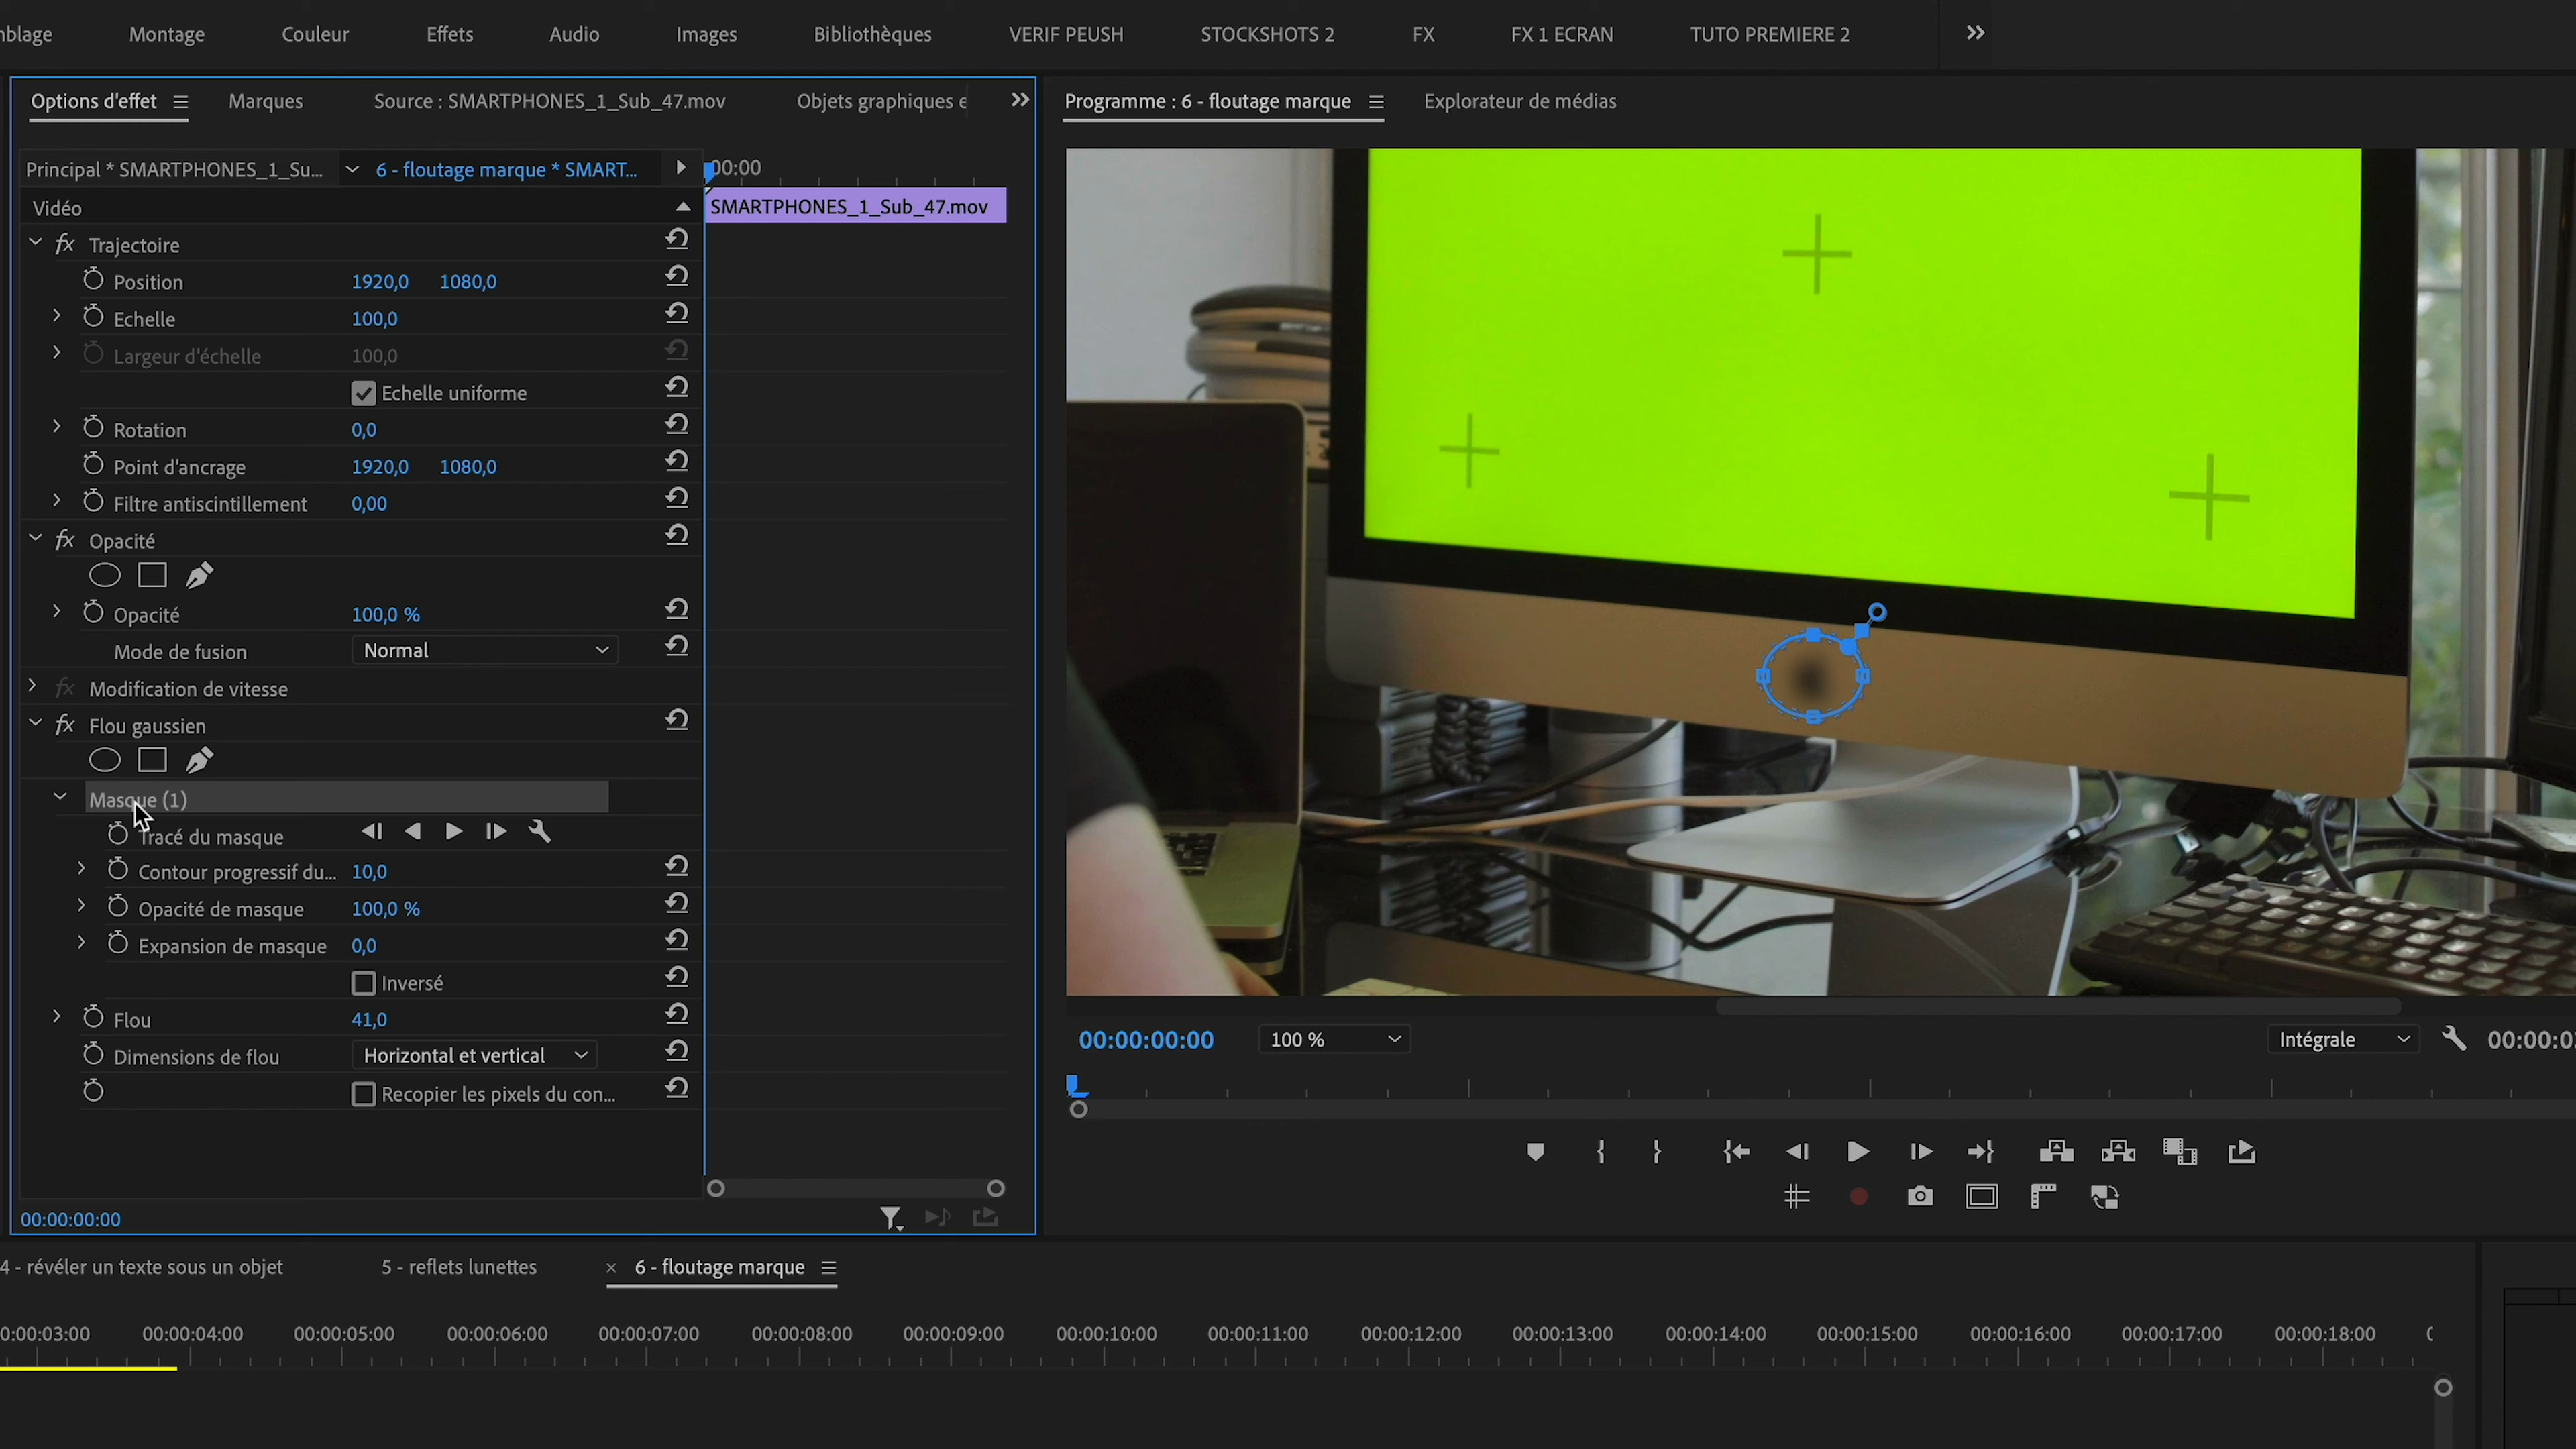 mblage Montage Couleur Effets Audio Images Bibliothèques VERIF PEUSH STOCKSHOTS 2 FX FX 1 ECRAN TUTO PREMIERE 2
Options d'effet Marques Source : SMARTPHONES_1_Sub_47.mov Objets graphiques e
Programme : 6 - floutage marque Explorateur de médias
Principal * SMARTPHONES_1_Su... 6 - floutage marque * SMART... 00:00
Vidéo SMARTPHONES_1_Sub_47.mov
fx Trajectoire
Position 1920,0 1080,0
Echelle 100,0
Largeur d'échelle 100,0
Echelle uniforme
Rotation 0,0
Point d'ancrage 1920,0 1080,0
Filtre antiscintillement 0,00
fx Opacité
Opacité 100,0 %
Mode de fusion Normal
fx Modification de vitesse
fx Flou gaussien
Masque (1)
Tracé du masque
Contour progressif du... 10,0
Opacité de masque 100,0 %
Expansion de masque 0,0
Inversé
Flou 41,0
Dimensions de flou Horizontal et vertical
Recopier les pixels du con...
00:00:00:00
00:00:00:00 100 % Intégrale 00:00:0
4 - révéler un texte sous un objet 5 - reflets lunettes × 6 - floutage marque
0:00:03:00 00:00:04:00 00:00:05:00 00:00:06:00 00:00:07:00 00:00:08:00 00:00:09:00 00:00:10:00 00:00:11:00 00:00:12:00 00:00:13:00 00:00:14:00 00:00:15:00 00:00:16:00 00:00:17:00 00:00:18:00